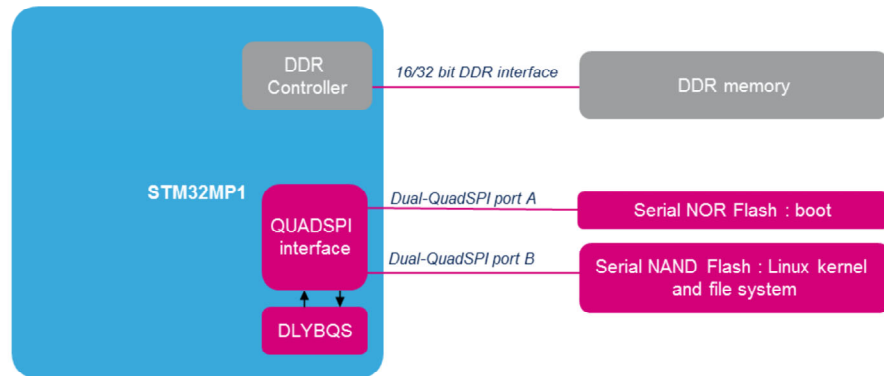 DDR
Controller
16/32 bit DDR interface
DDR memory
STM32MP1
QUADSPI
interface
Dual-QuadSPI port A
Serial NOR Flash : boot
Dual-QuadSPI port B
Serial NAND Flash : Linux kernel
and file system
DLYBQS